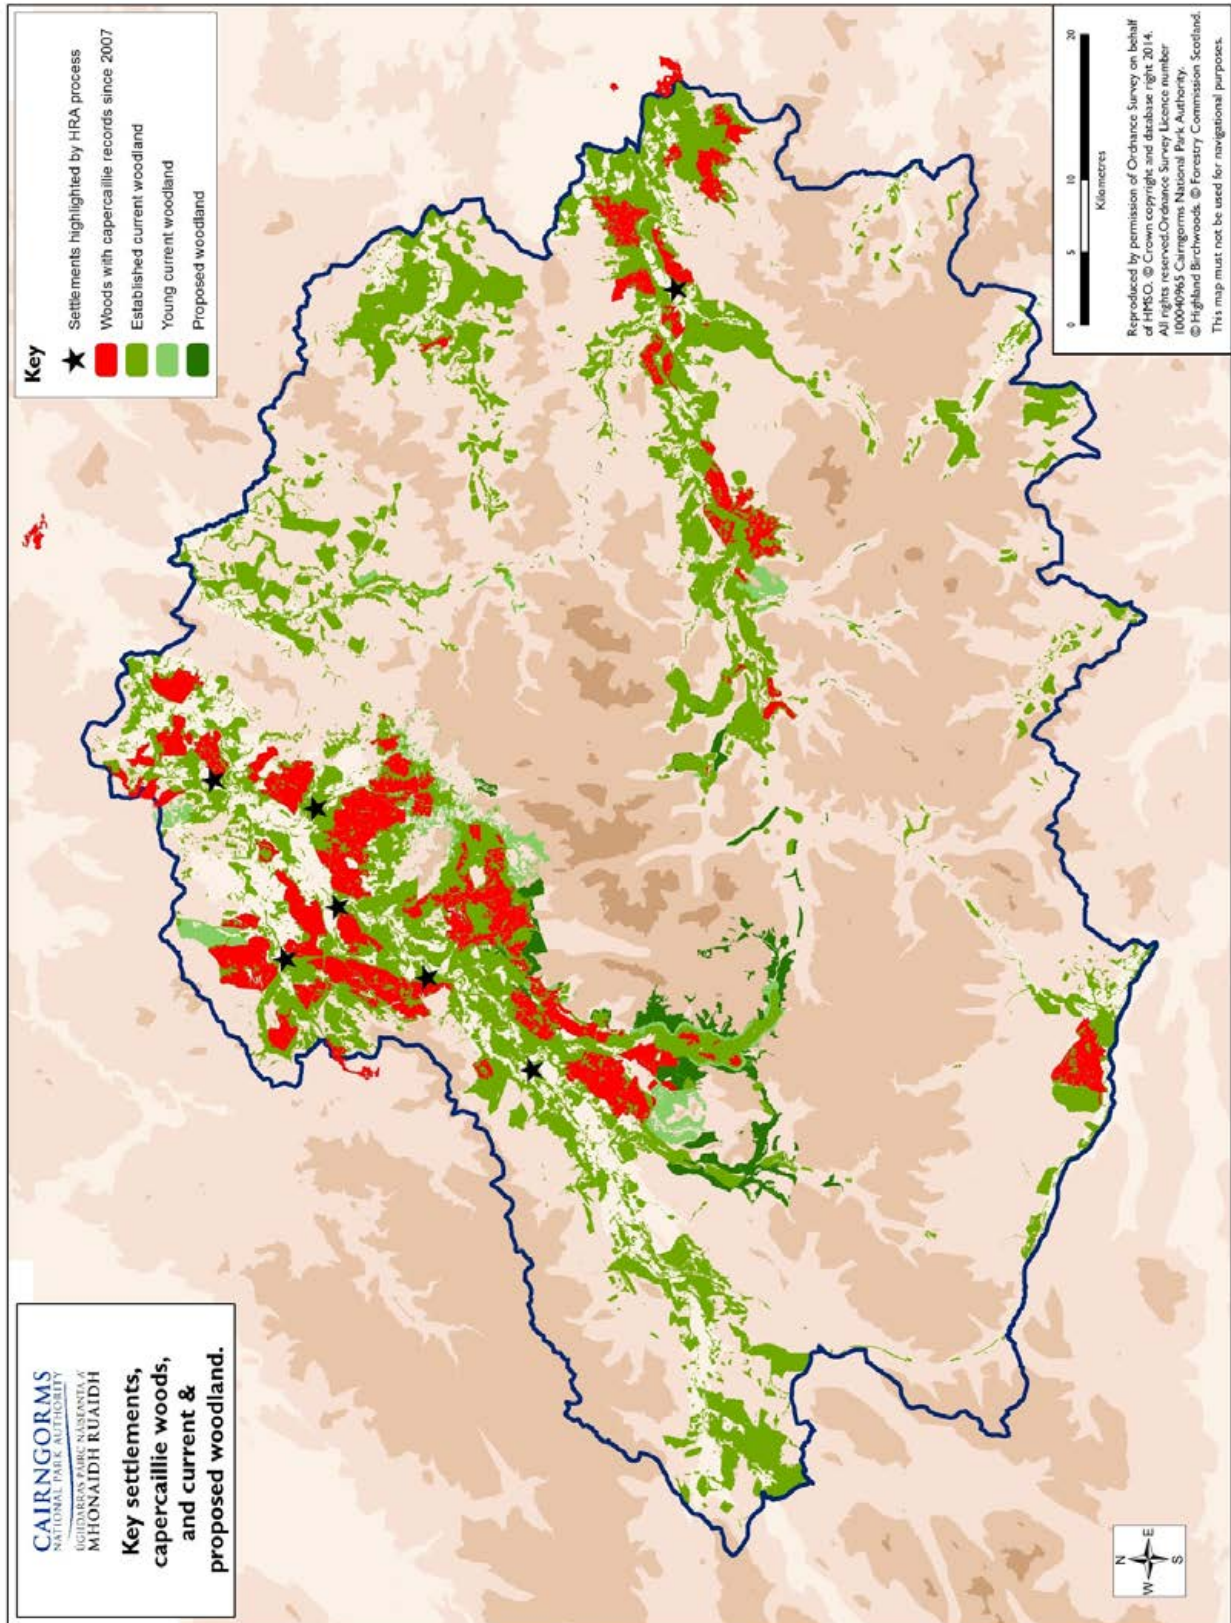 CAIRNGORMS
NATIONAL PARK AUTHORITY
ÙGHDARRAS PÀIRC NÀISEANTA A'
MHONAIDH RUAIDH
Key settlements,
capercaillie woods,
and current &
proposed woodland.
Key
Settlements highlighted by HRA process
Woods with capercaillie records since 2007
Established current woodland
Young current woodland
Proposed woodland
N
W E
S
0 5 10 20
Kilometres
Reproduced by permission of Ordnance Survey on behalf
of HMSO. © Crown copyright and database right 2014.
All rights reserved.Ordnance Survey Licence number
100040965 Cairngorms National Park Authority.
© Highland Birchwoods. © Forestry Commission Scotland.
This map must not be used for navigational purposes.